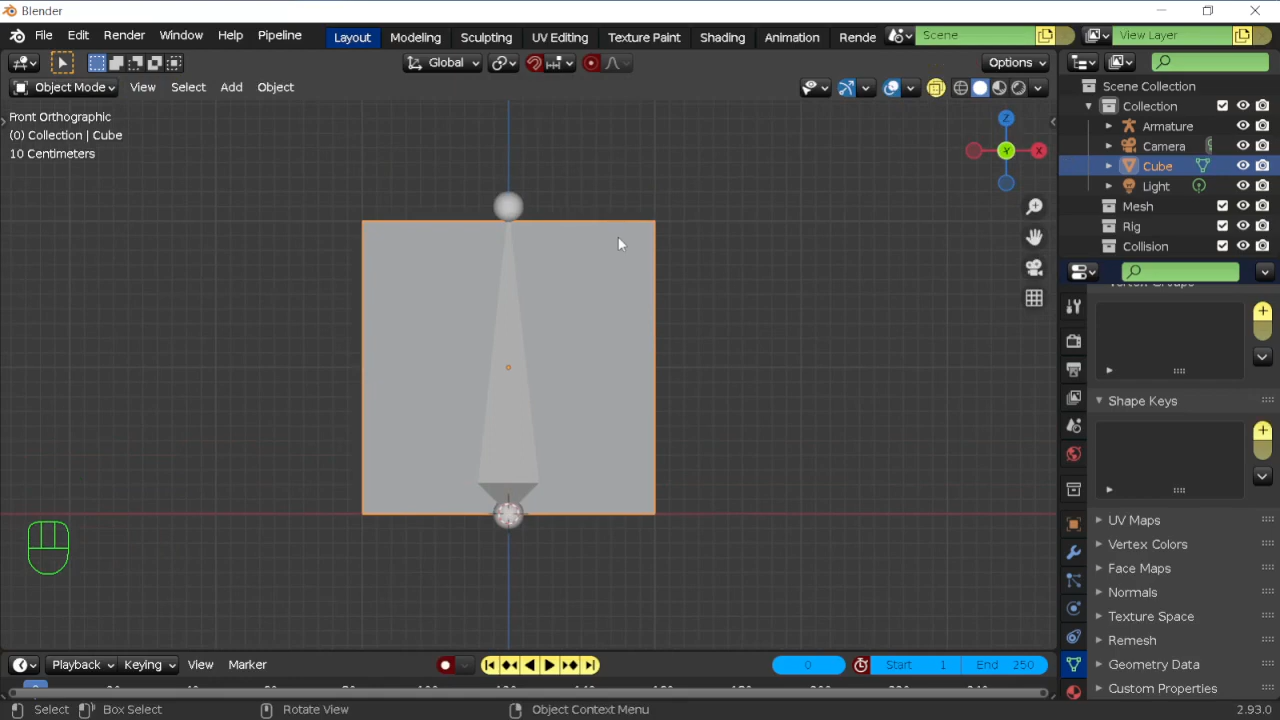 Blender
File Edit Render Window Help Pipeline Layout Modeling Sculpting UV Editing Texture Paint Shading Animation Rende Scene View Layer
Global Options
Object Mode View Select Add Object
Scene Collection
Front Orthographic
(0) Collection | Cube
10 Centimeters
Z
Y
X
Collection
Armature
Camera
Cube
Light
Mesh
Rig
Collision
Shape Keys
UV Maps
Vertex Colors
Face Maps
Normals
Texture Space
Remesh
Geometry Data
Custom Properties
Playback Keying View Marker 0 Start 1 End 250
Select Box Select Rotate View Object Context Menu 2.93.0